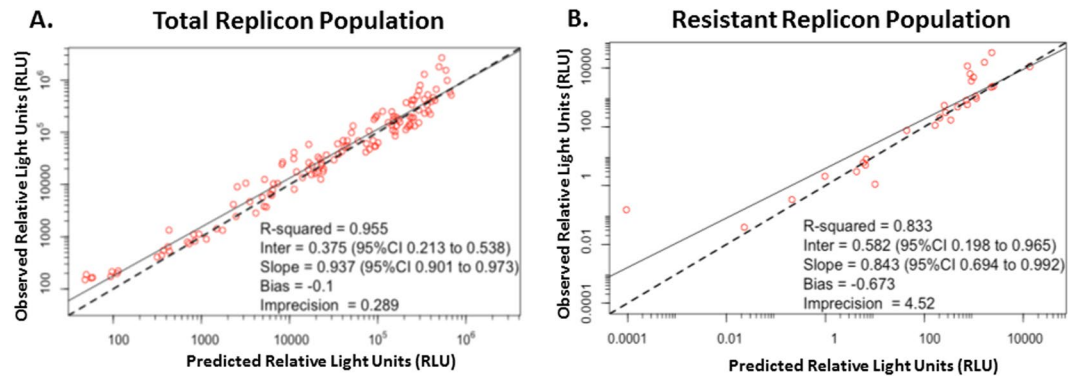 A.
Total Replicon Population
Observed Relative Light Units (RLU)
10⁶
10⁵
10000
1000
100
R-squared = 0.955
Inter = 0.375 (95%CI 0.213 to 0.538)
Slope = 0.937 (95%CI 0.901 to 0.973)
Bias = -0.1
Imprecision = 0.289
100 1000 10000 10⁵ 10⁶
Predicted Relative Light Units (RLU)
B.
Resistant Replicon Population
Observed Relative Light Units (RLU)
10000
100
1
0.01
0.0001
R-squared = 0.833
Inter = 0.582 (95%CI 0.198 to 0.965)
Slope = 0.843 (95%CI 0.694 to 0.992)
Bias = -0.673
Imprecision = 4.52
0.0001 0.01 1 100 10000
Predicted Relative Light Units (RLU)